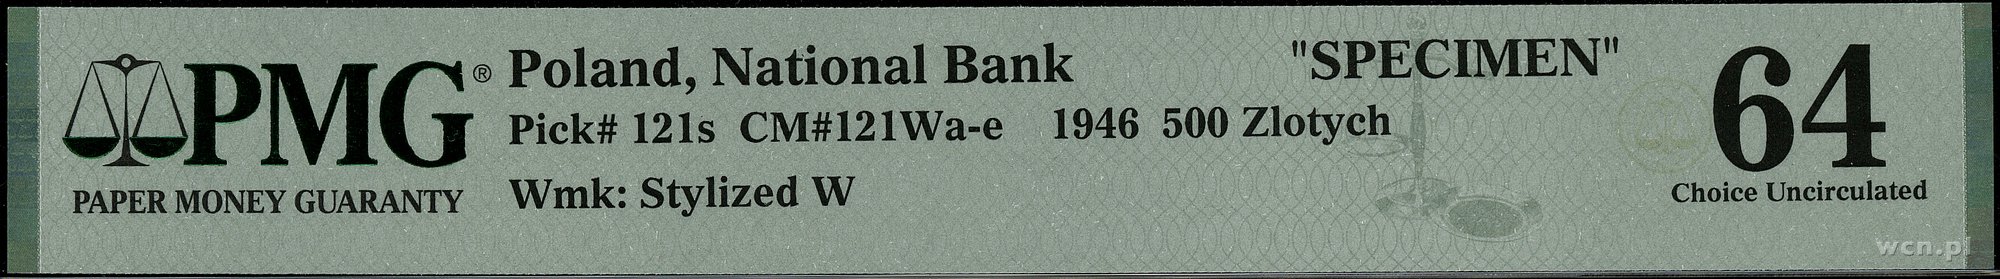 PMG®
PAPER MONEY GUARANTY
Poland, National Bank "SPECIMEN"
Pick# 121s CM#121Wa-e 1946 500 Zlotych
Wmk: Stylized W
64
Choice Uncirculated
wcn.pl